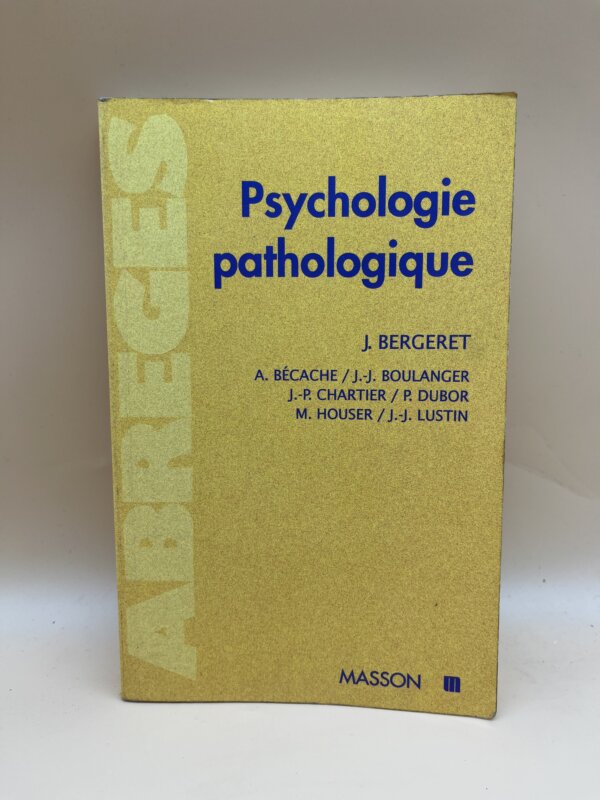 ABREGES
Psychologie
pathologique
J. BERGERET
A. BÉCACHE / J.-J. BOULANGER
J.-P. CHARTIER / P. DUBOR
M. HOUSER / J.-J. LUSTIN
MASSON m